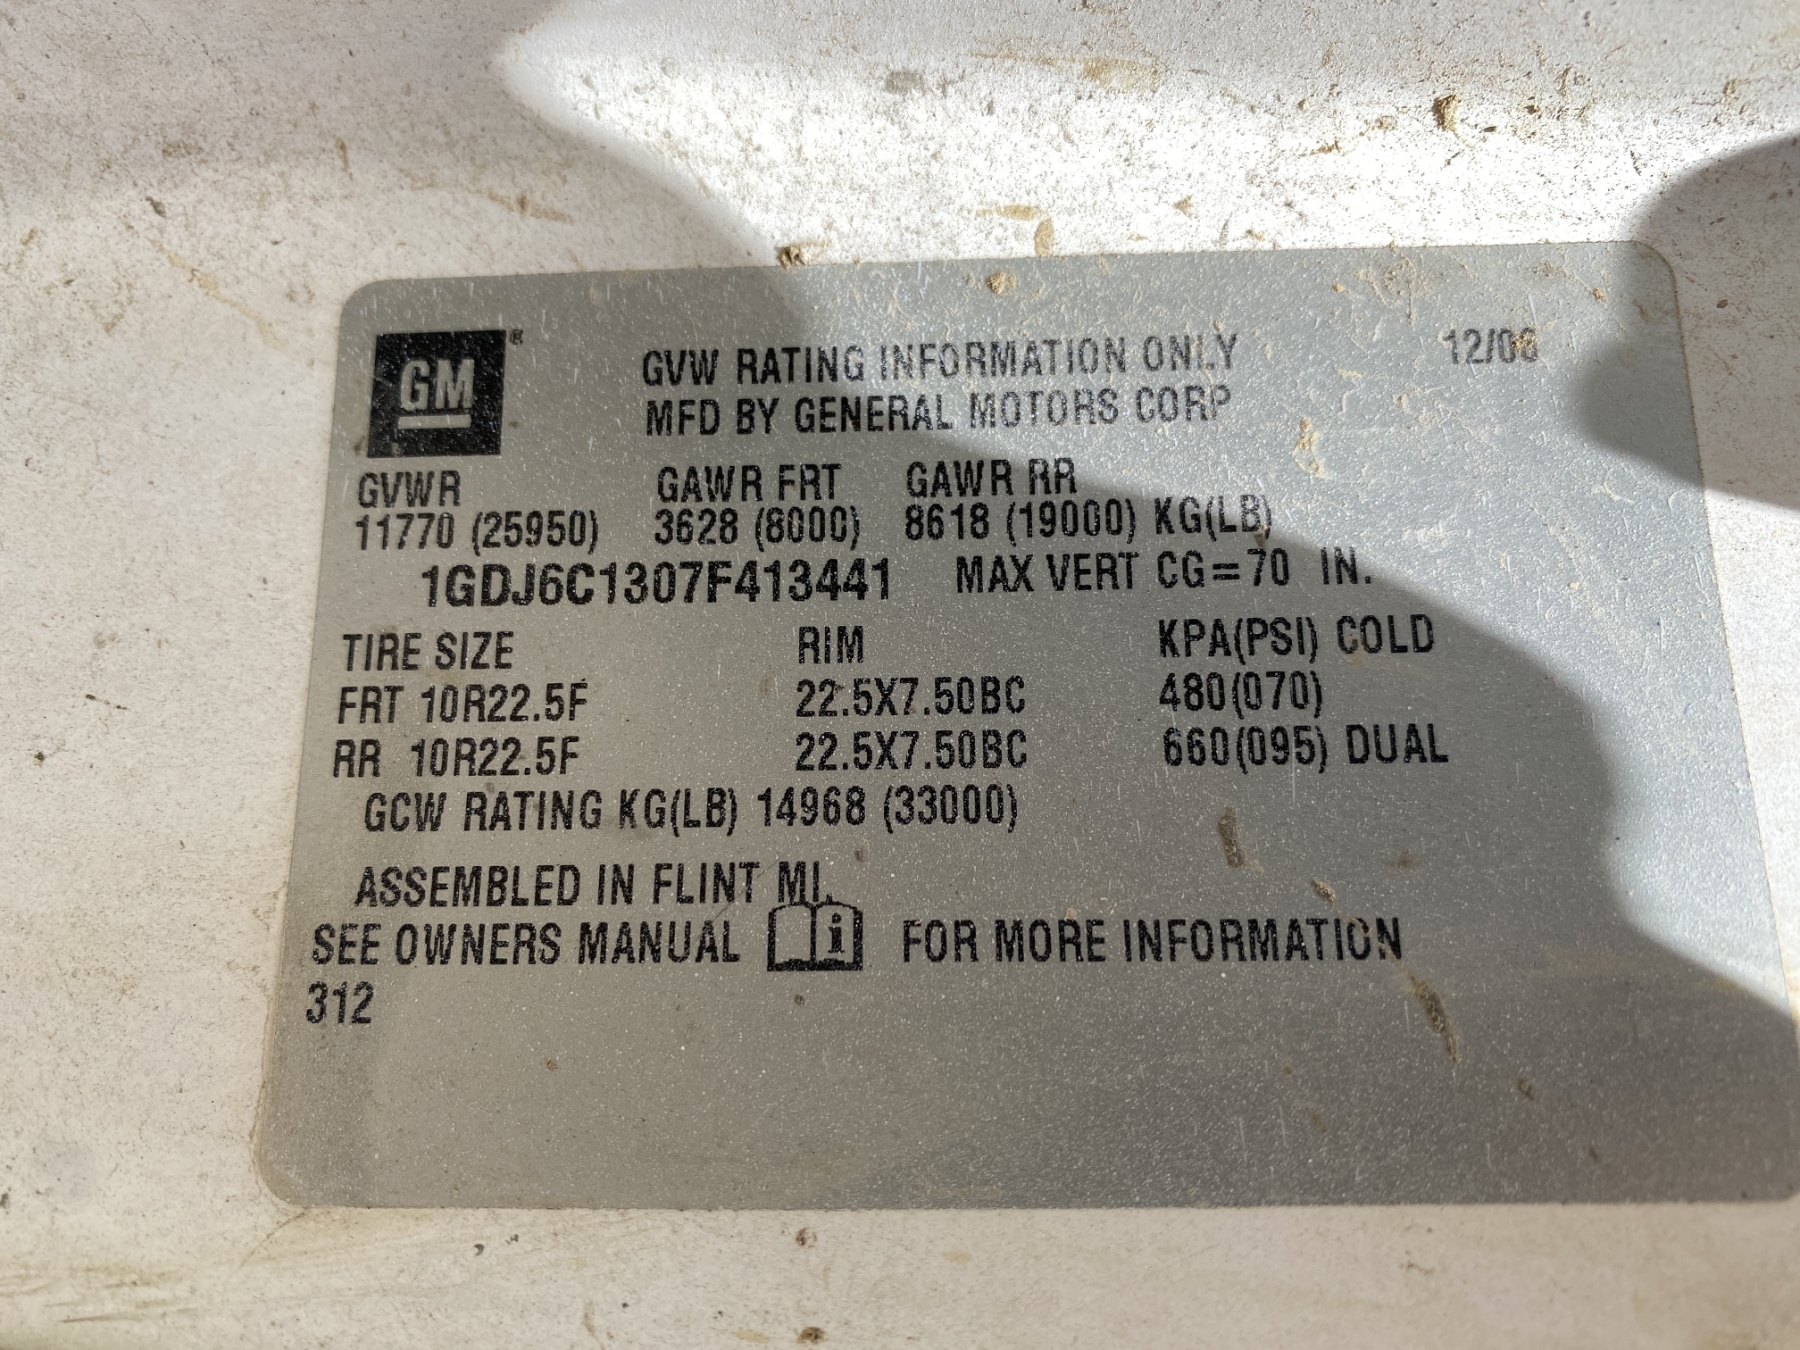 GM®
GVW RATING INFORMATION ONLY 12/06
MFD BY GENERAL MOTORS CORP
GVWR GAWR FRT GAWR RR
11770 (25950) 3628 (8000) 8618 (19000) KG(LB)
1GDJ6C1307F413441 MAX VERT CG=70 IN.
TIRE SIZE RIM KPA(PSI) COLD
FRT 10R22.5F 22.5X7.50BC 480(070)
RR 10R22.5F 22.5X7.50BC 660(095) DUAL
GCW RATING KG(LB) 14968 (33000)
ASSEMBLED IN FLINT MI.
SEE OWNERS MANUAL i FOR MORE INFORMATION
312